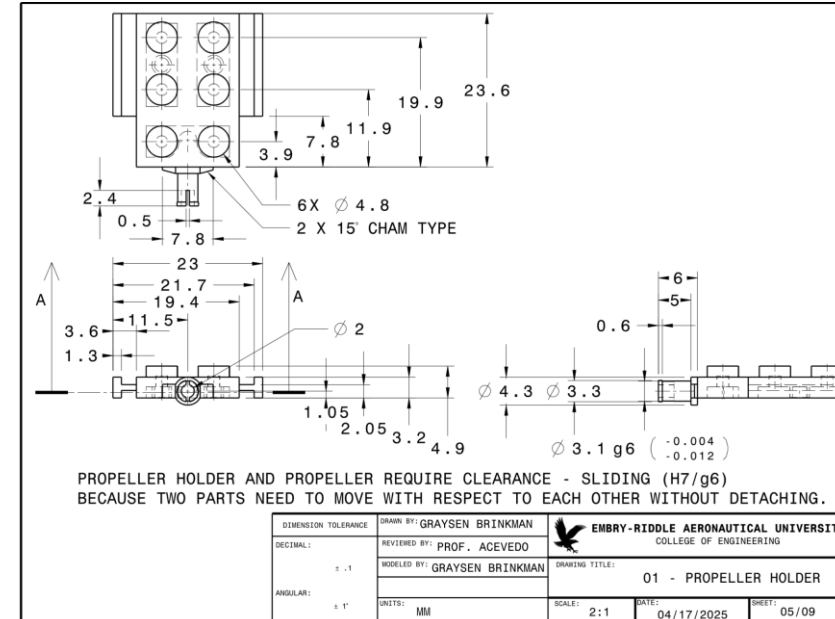 23.6
19.9
11.9
7.8
3.9
2.4
0.5
7.8
6X Ø 4.8
2 X 15° CHAM TYPE
23
21.7
19.4
11.5
3.6
1.3
A
A
Ø 2
1.05
2.05
3.2
4.9
6
5
0.6
Ø 4.3
Ø 3.3
Ø 3.1 g6 ( -0.004
-0.012 )
PROPELLER HOLDER AND PROPELLER REQUIRE CLEARANCE - SLIDING (H7/g6)
BECAUSE TWO PARTS NEED TO MOVE WITH RESPECT TO EACH OTHER WITHOUT DETACHING.
DIMENSION TOLERANCE
DECIMAL:
± .1
ANGULAR:
± 1°
DRAWN BY: GRAYSEN BRINKMAN
REVIEWED BY: PROF. ACEVEDO
MODELED BY: GRAYSEN BRINKMAN
UNITS: MM
EMBRY-RIDDLE AERONAUTICAL UNIVERSIT
COLLEGE OF ENGINEERING
DRAWING TITLE:
01 - PROPELLER HOLDER
SCALE: 2:1
DATE: 04/17/2025
SHEET: 05/09